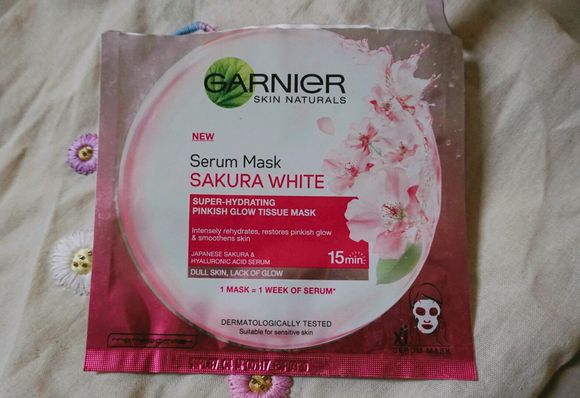 GARNIER
SKIN NATURALS
NEW
Serum Mask
SAKURA WHITE
SUPER-HYDRATING
PINKISH GLOW TISSUE MASK
Intensely rehydrates, restores pinkish glow
& smoothens skin
JAPANESE SAKURA &
HYALURONIC ACID SERUM
15min
DULL SKIN, LACK OF GLOW
1 MASK = 1 WEEK OF SERUM*
DERMATOLOGICALLY TESTED
Suitable for sensitive skin
x1
SERUM MASK